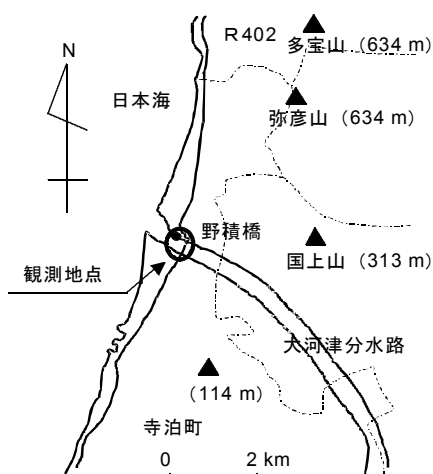 R402
多宝山 (634 m)
N
日本海
弥彦山 (634 m)
野積橋
観測地点
国上山 (313 m)
大河津分水路
(114 m)
寺泊町
0 2 km